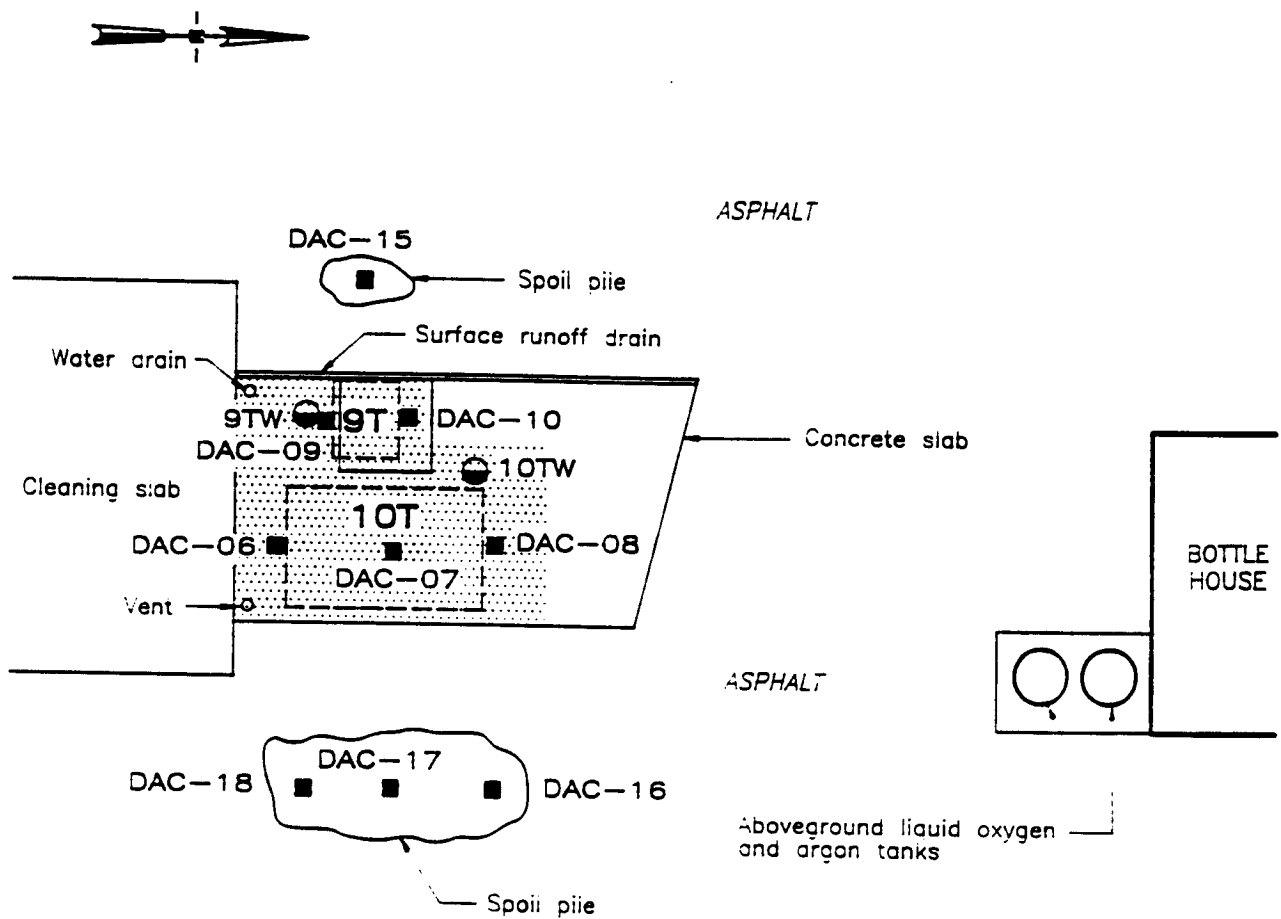 ASPHALT
DAC-15
Spoil pile
Surface runoff drain
Water drain
9TW
9T
DAC-10
DAC-09
10TW
Concrete slab
Cleaning slab
10T
DAC-06
DAC-08
DAC-07
BOTTLE
HOUSE
Vent
ASPHALT
DAC-17
DAC-18
DAC-16
Aboveground liquid oxygen
and argon tanks
Spoil pile